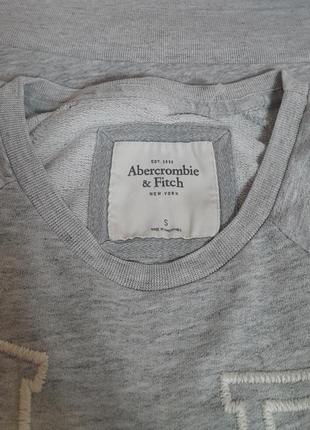 EST. 1892
Abercrombie
& Fitch
NEW YORK
S